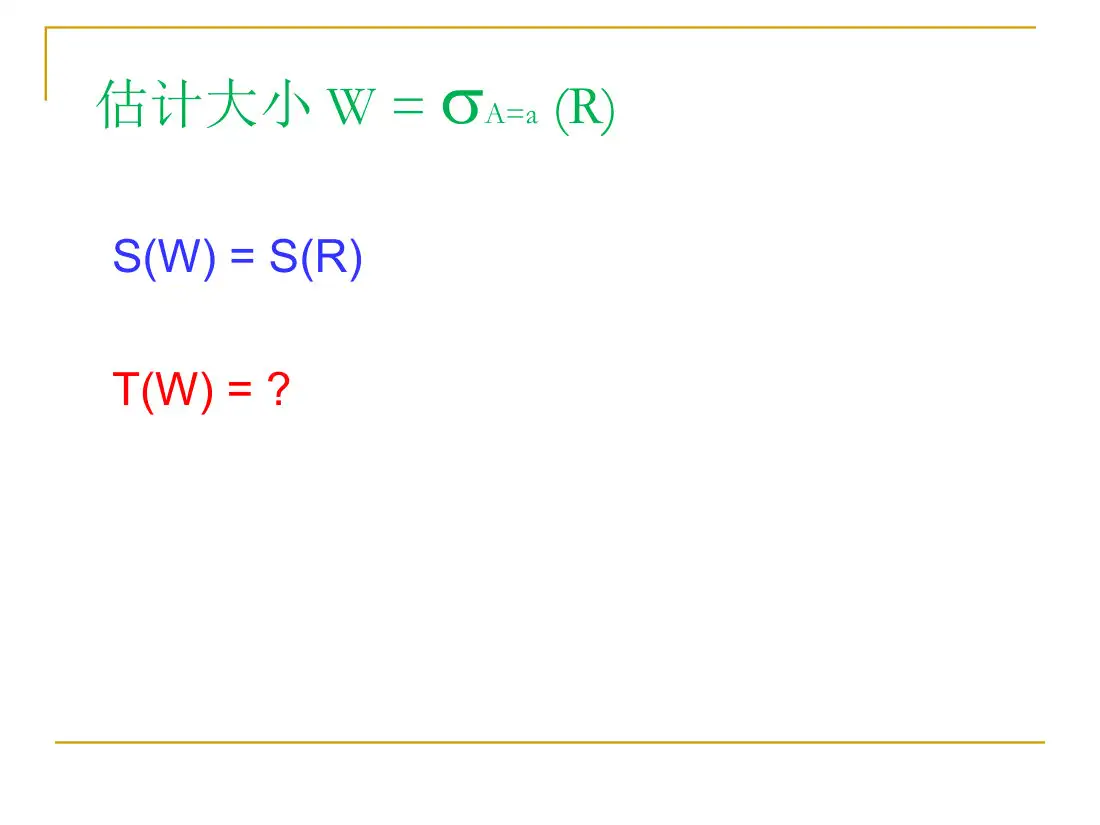 估计大小 W = σA=a (R)
S(W) = S(R)
T(W) = ?